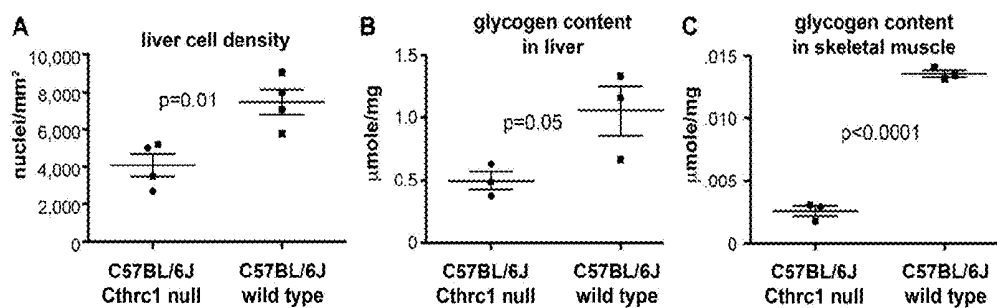 A
liver cell density
10,000
8,000
6,000
4,000
2,000
0
nuclei/mm²
p=0.01
C57BL/6J
Cthrc1 null
C57BL/6J
wild type
B
glycogen content
in liver
1.5
1.0
0.5
0
µmole/mg
p=0.05
C57BL/6J
Cthrc1 null
C57BL/6J
wild type
C
glycogen content
in skeletal muscle
.015
.010
.005
0
µmole/mg
p<0.0001
C57BL/6J
Cthrc1 null
C57BL/6J
wild type